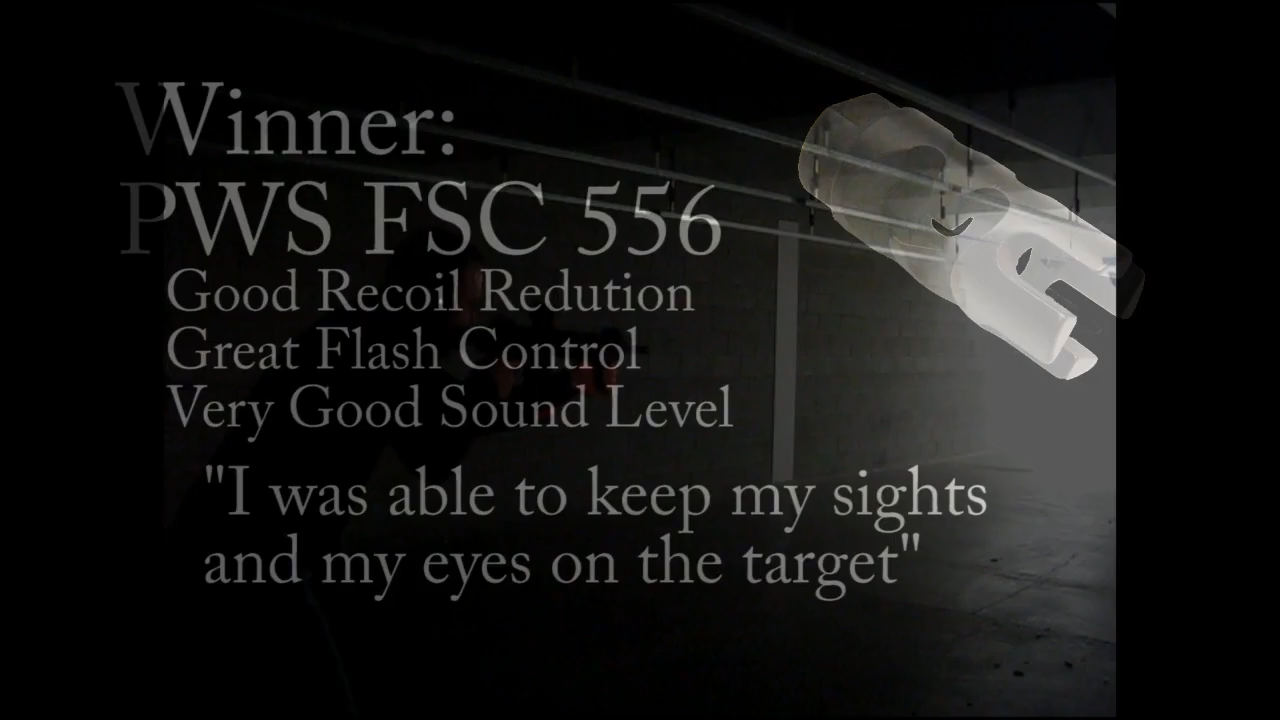 Winner:
PWS FSC 556
Good Recoil Redution
Great Flash Control
Very Good Sound Level
"I was able to keep my sights
and my eyes on the target"